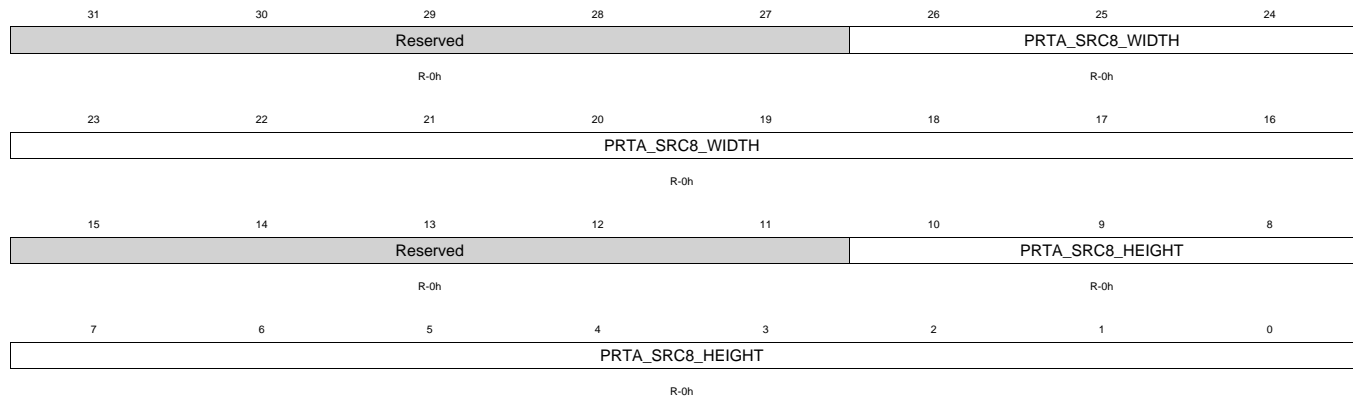 31 30 29 28 27 26 25 24
Reserved PRTA_SRC8_WIDTH
R-0h R-0h
23 22 21 20 19 18 17 16
PRTA_SRC8_WIDTH
R-0h
15 14 13 12 11 10 9 8
Reserved PRTA_SRC8_HEIGHT
R-0h R-0h
7 6 5 4 3 2 1 0
PRTA_SRC8_HEIGHT
R-0h